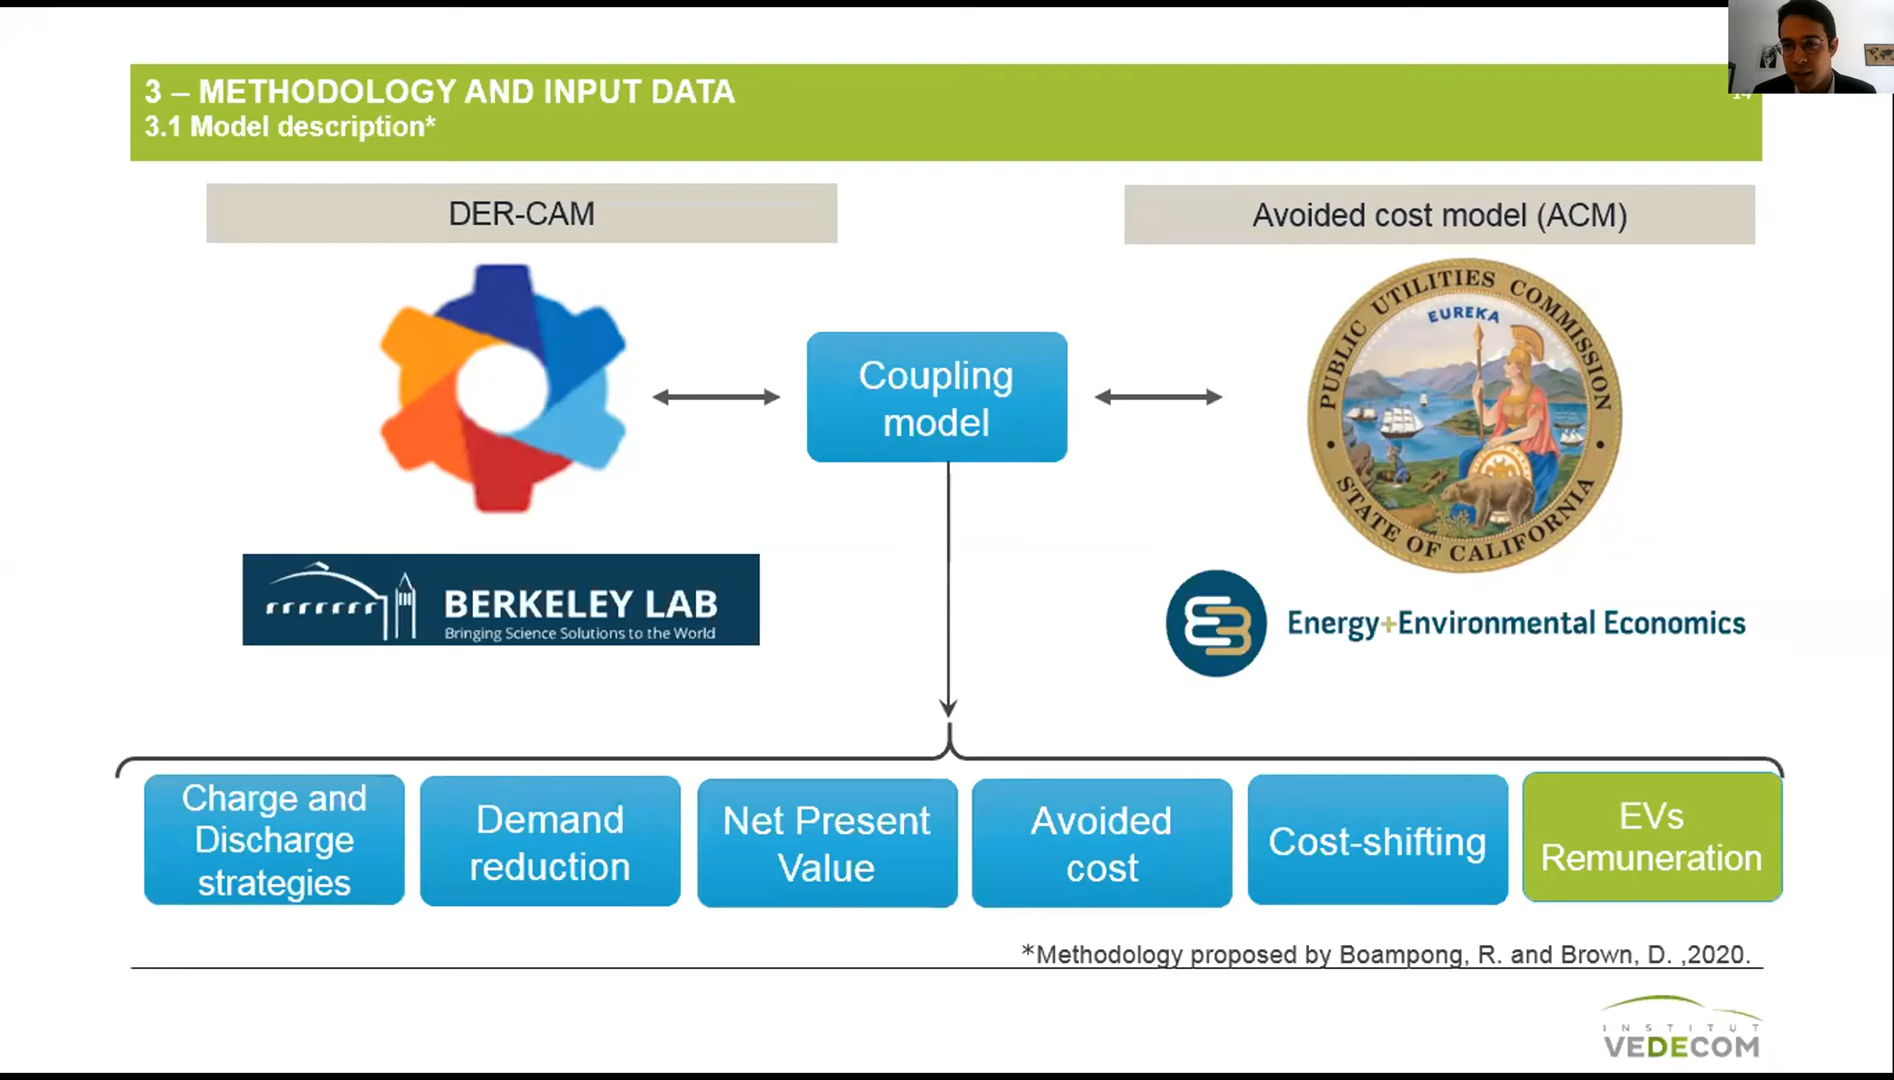 3 – METHODOLOGY AND INPUT DATA
3.1 Model description*
14
DER-CAM
Avoided cost model (ACM)
PUBLIC UTILITIES COMMISSION
EUREKA
STATE OF CALIFORNIA
Coupling
model
BERKELEY LAB
Bringing Science Solutions to the World
Energy+Environmental Economics
Charge and
Discharge
strategies
Demand
reduction
Net Present
Value
Avoided
cost
Cost-shifting
EVs
Remuneration
*Methodology proposed by Boampong, R. and Brown, D. ,2020.
INSTITUT
VEDECOM